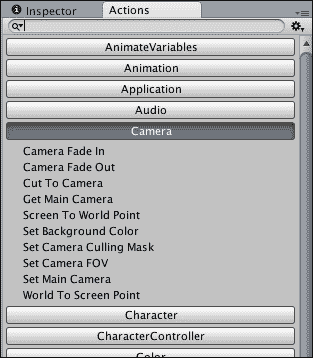 Inspector Actions
AnimateVariables
Animation
Application
Audio
Camera
Camera Fade In
Camera Fade Out
Cut To Camera
Get Main Camera
Screen To World Point
Set Background Color
Set Camera Culling Mask
Set Camera FOV
Set Main Camera
World To Screen Point
Character
CharacterController
Color